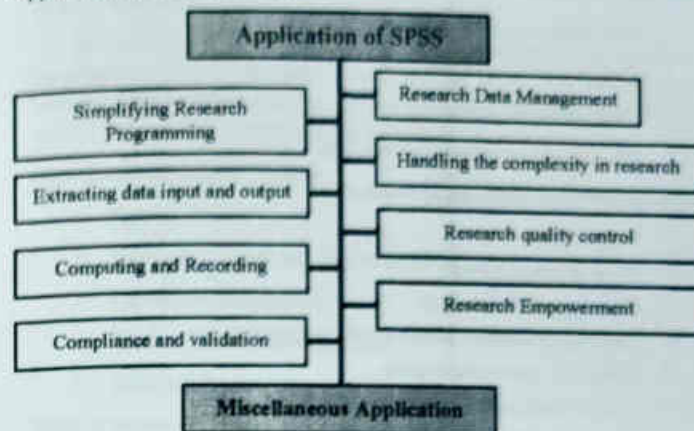 Application of SPSS
Research Data Management
Simplifying Research
Programming
Handling the complexity in research
Extracting data input and output
Research quality control
Computing and Recording
Research Empowerment
Compliance and validation
Miscellaneous Application